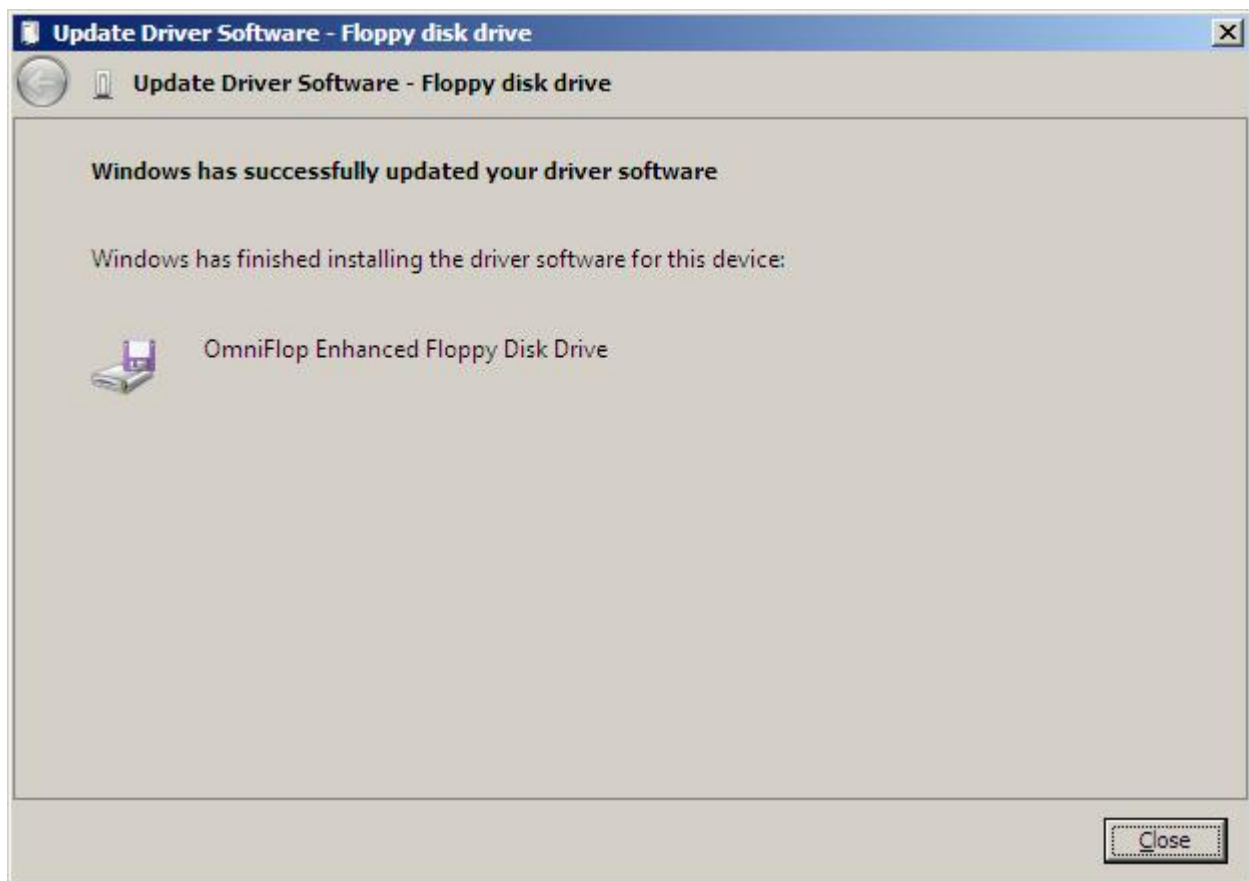 Update Driver Software - Floppy disk drive
Update Driver Software - Floppy disk drive
Windows has successfully updated your driver software
Windows has finished installing the driver software for this device:
OmniFlop Enhanced Floppy Disk Drive
Close